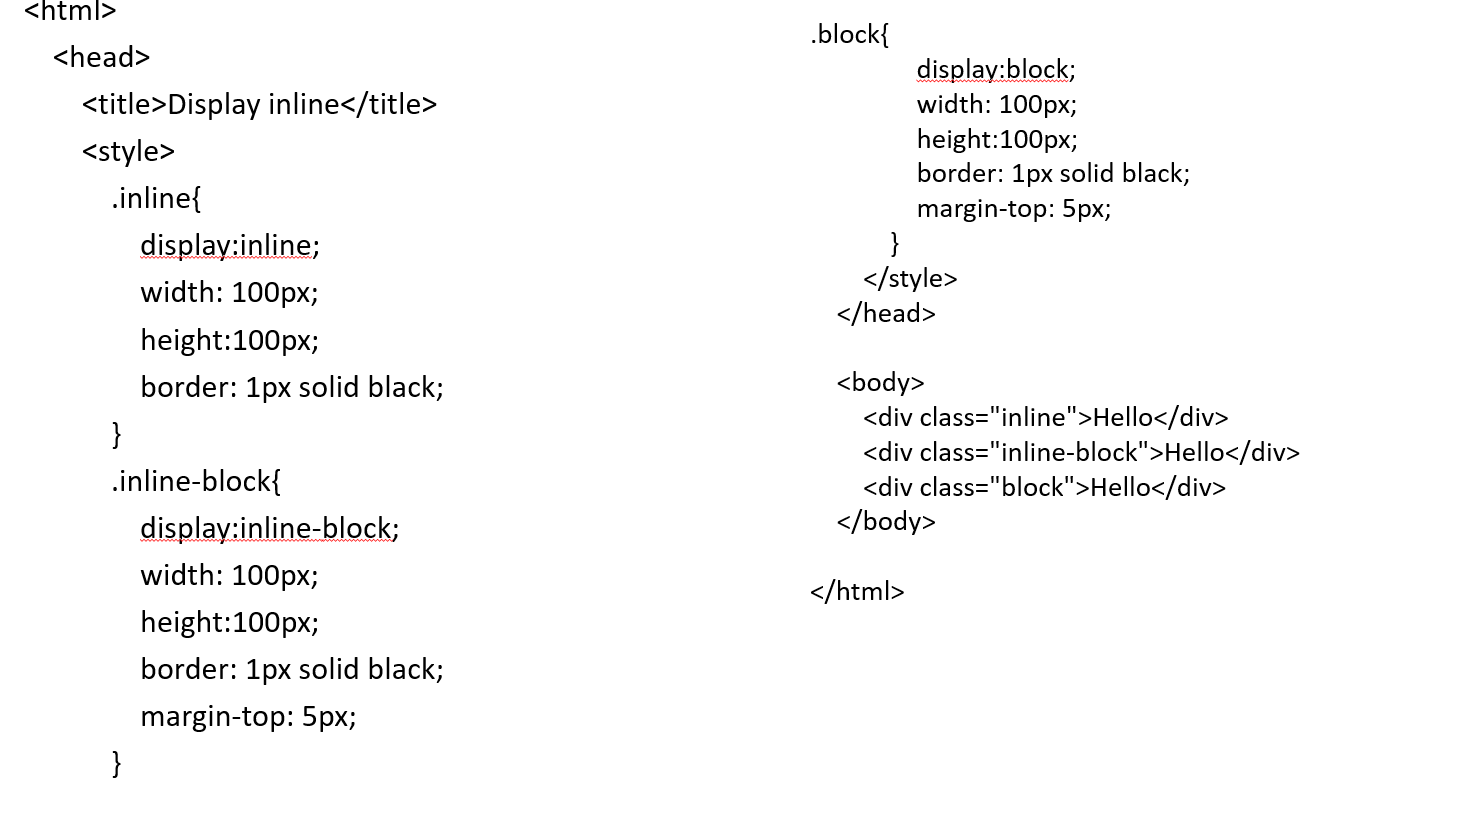 <html>
<head>
<title>Display inline</title>
<style>
.inline{
display:inline;
width: 100px;
height:100px;
border: 1px solid black;
}
.inline-block{
display:inline-block;
width: 100px;
height:100px;
border: 1px solid black;
margin-top: 5px;
}
.block{
display:block;
width: 100px;
height:100px;
border: 1px solid black;
margin-top: 5px;
}
</style>
</head>
<body>
<div class="inline">Hello</div>
<div class="inline-block">Hello</div>
<div class="block">Hello</div>
</body>
</html>